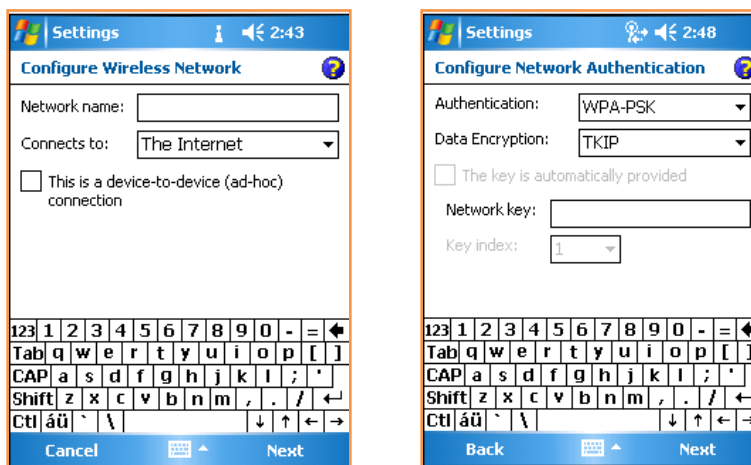 Settings 2:43
Configure Wireless Network ?
Network name:
Connects to: The Internet
This is a device-to-device (ad-hoc)
connection
123 1 2 3 4 5 6 7 8 9 0 - =
Tab q w e r t y u i o p [ ]
CAP a s d f g h j k l ; '
Shift z x c v b n m , . /
Ctl áü ` \ ↓ ↑ ← →
Cancel Next
Settings 2:48
Configure Network Authentication ?
Authentication: WPA-PSK
Data Encryption: TKIP
The key is automatically provided
Network key:
Key index: 1
123 1 2 3 4 5 6 7 8 9 0 - =
Tab q w e r t y u i o p [ ]
CAP a s d f g h j k l ; '
Shift z x c v b n m , . /
Ctl áü ` \ ↓ ↑ ← →
Back Next